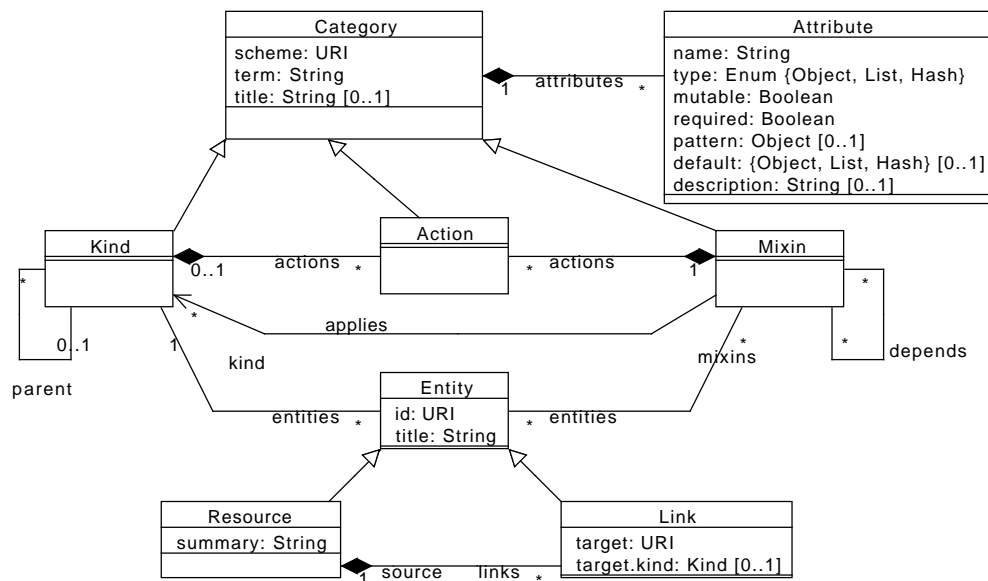 Category
scheme: URI
term: String
title: String [0..1]
Attribute
name: String
type: Enum {Object, List, Hash}
mutable: Boolean
required: Boolean
pattern: Object [0..1]
default: {Object, List, Hash} [0..1]
description: String [0..1]
1 attributes *
Kind
Action
Mixin
0..1 actions *
* actions 1
*
0..1
parent
*
applies
*
*
depends
1
kind
*
mixins
Entity
id: URI
title: String
entities *
* entities
Resource
summary: String
Link
target: URI
target.kind: Kind [0..1]
1 source links *